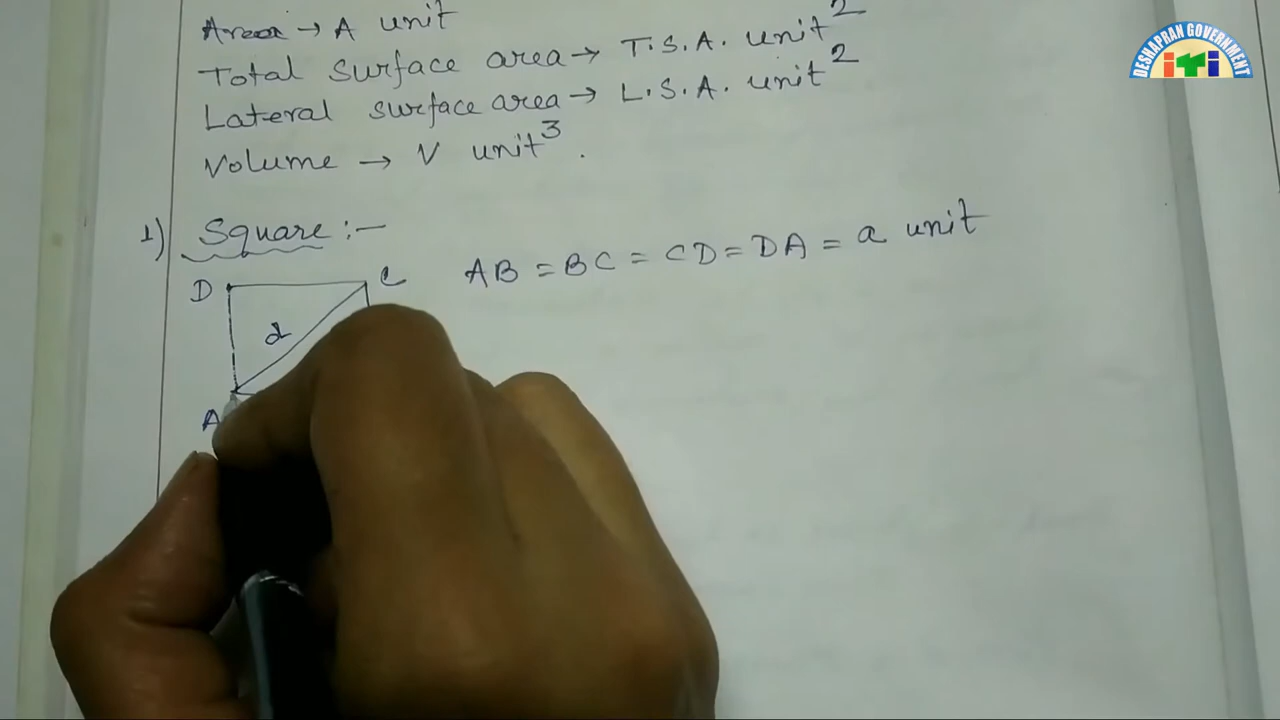 Area → A unit
Total surface area → T.S.A. unit²
Lateral surface area → L.S.A. unit²
Volume → V unit³.
1) Square :-
AB = BC = CD = DA = a unit
D C
d
A
DESHAPRAN GOVERNMENT
iTi